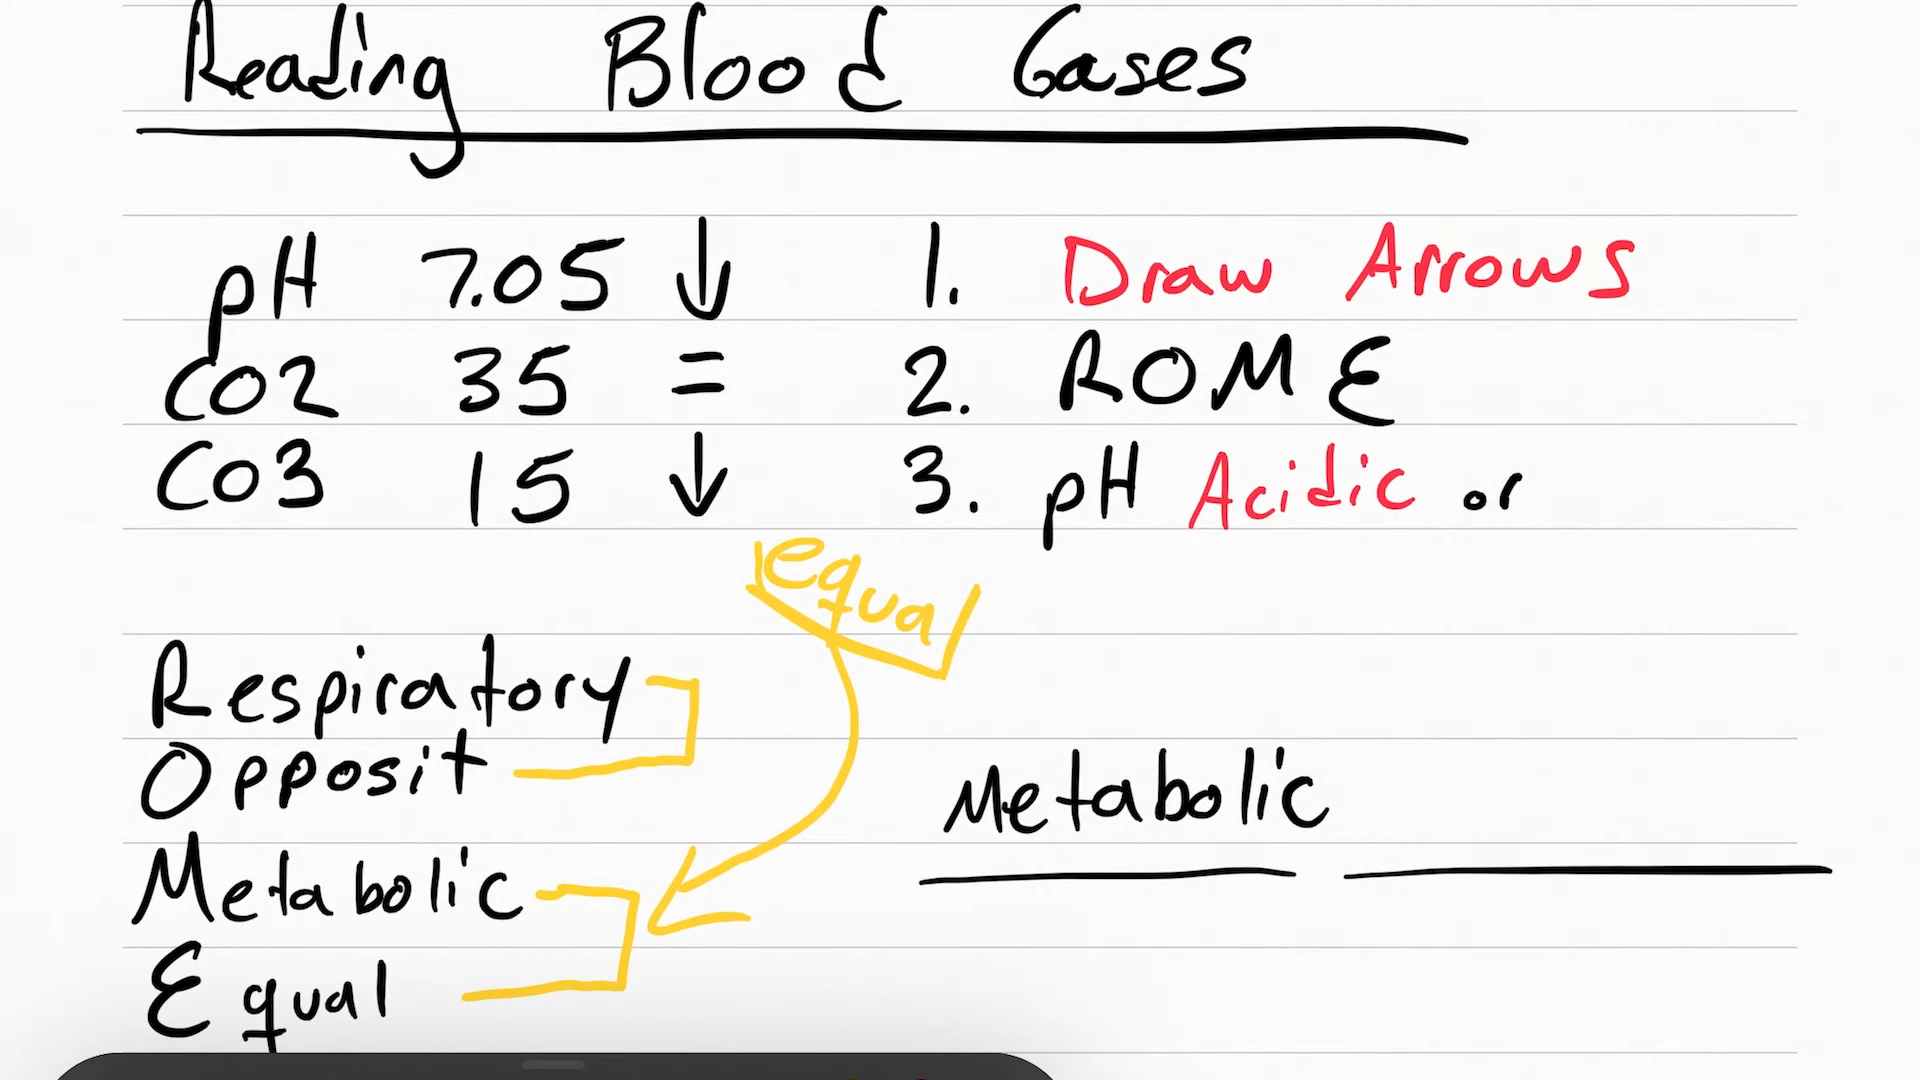 Reading Blood Gases
pH 7.05 ↓ 1. Draw Arrows
CO2 35 = 2. ROME
CO3 15 ↓ 3. pH Acidic or
equal
Respiratory
Opposit
Metabolic
Metabolic
Equal